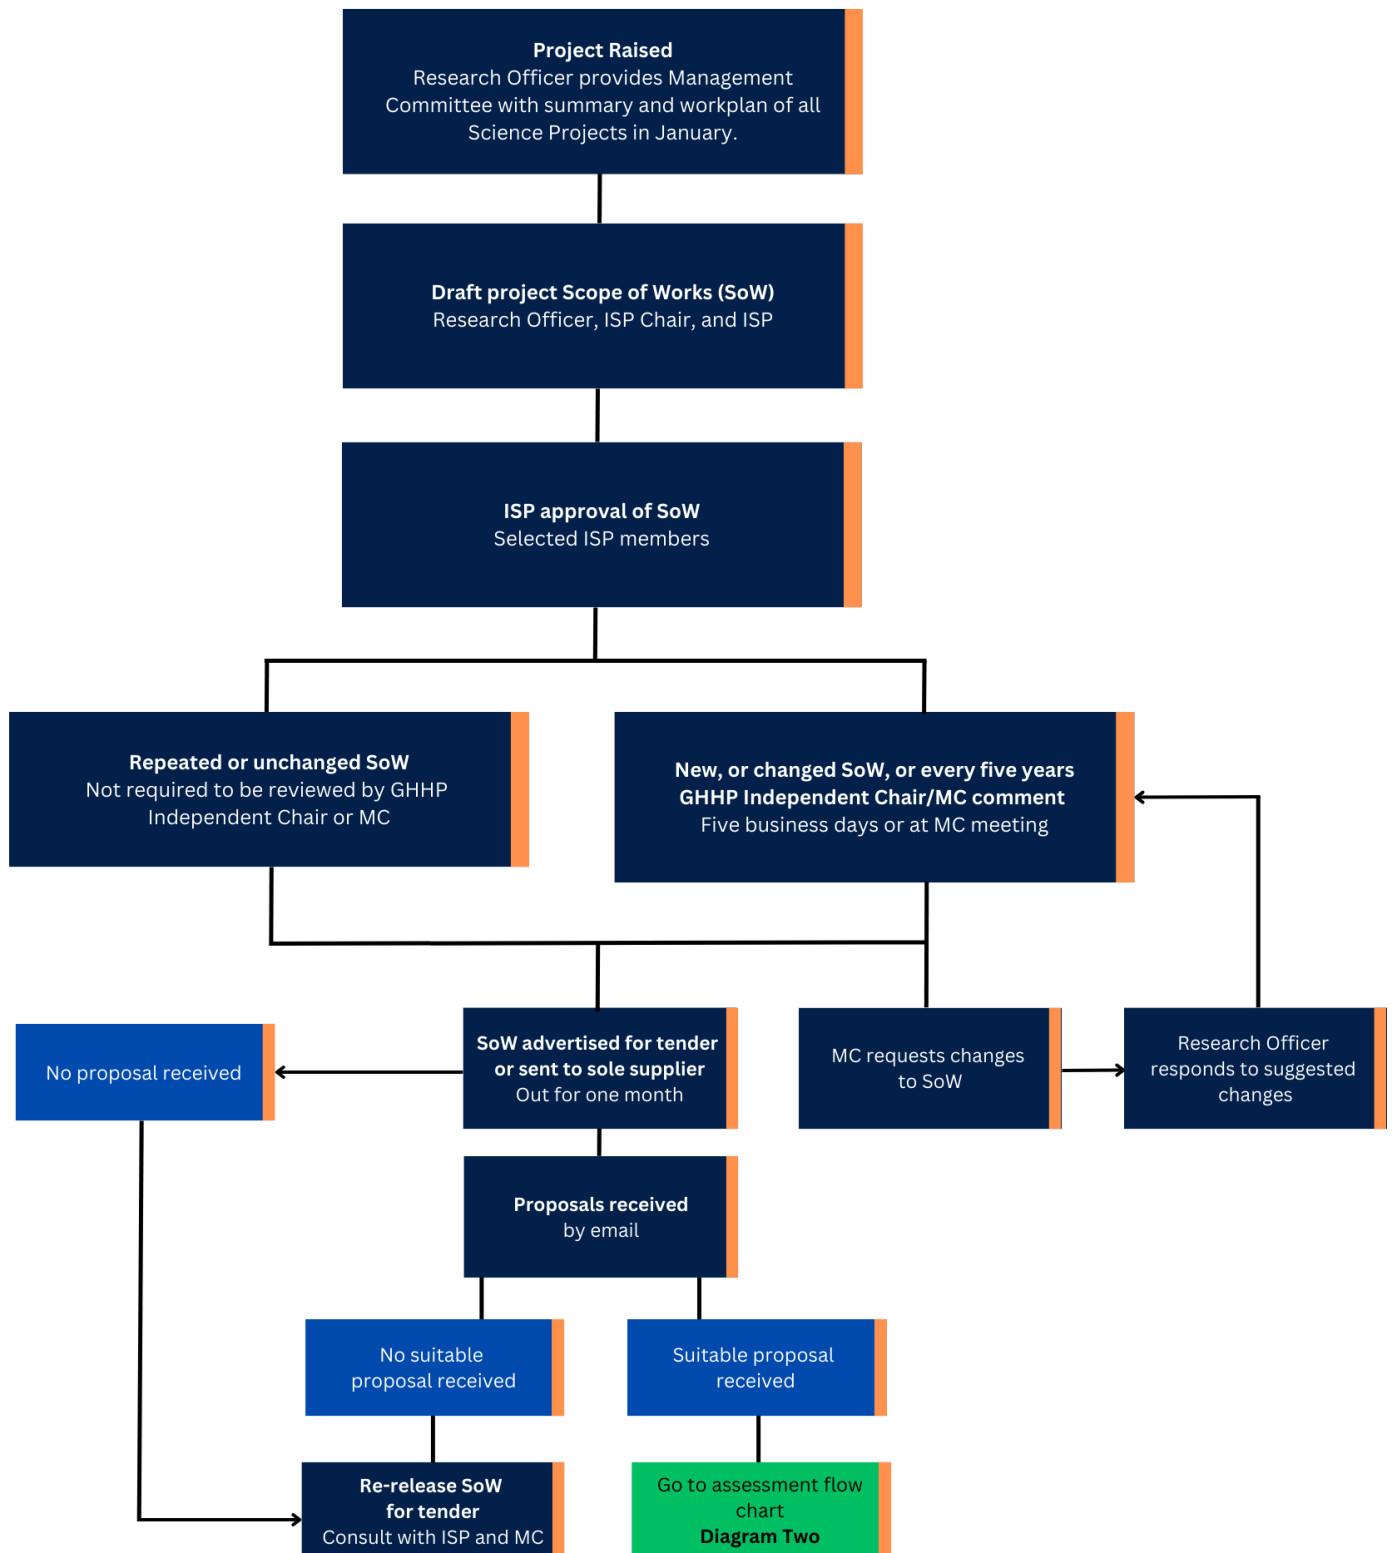 Project Raised
Research Officer provides Management
Committee with summary and workplan of all
Science Projects in January.
Draft project Scope of Works (SoW)
Research Officer, ISP Chair, and ISP
ISP approval of SoW
Selected ISP members
Repeated or unchanged SoW
Not required to be reviewed by GHHP
Independent Chair or MC
New, or changed SoW, or every five years
GHHP Independent Chair/MC comment
Five business days or at MC meeting
No proposal received
SoW advertised for tender
or sent to sole supplier
Out for one month
MC requests changes
to SoW
Research Officer
responds to suggested
changes
Proposals received
by email
No suitable
proposal received
Suitable proposal
received
Re-release SoW
for tender
Consult with ISP and MC
Go to assessment flow
chart
Diagram Two